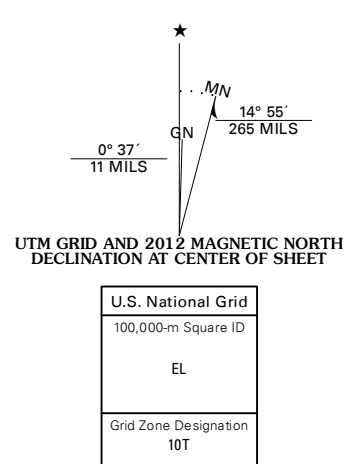 ★
MN
GN
14° 55´
265 MILS
0° 37´
11 MILS
UTM GRID AND 2012 MAGNETIC NORTH
DECLINATION AT CENTER OF SHEET
U.S. National Grid
100,000-m Square ID
EL
Grid Zone Designation
10T